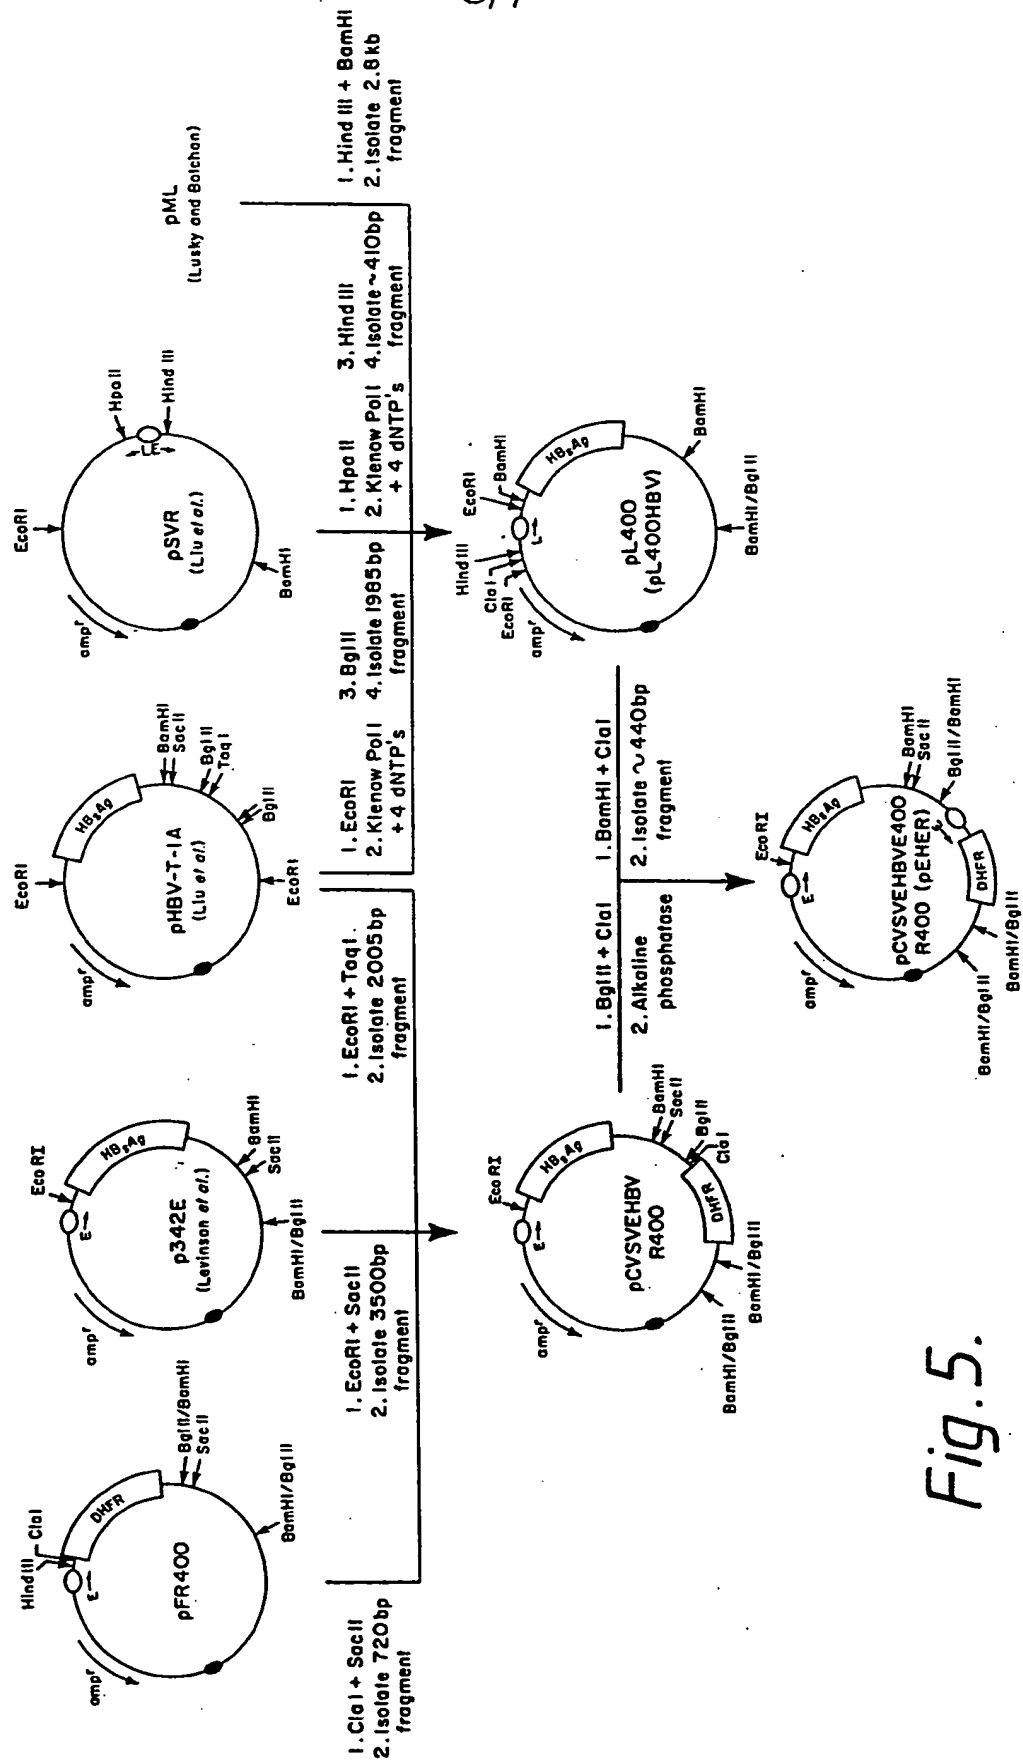 HindIII
ClaI
DHFR
E
amp^r
pFR400
BglII/BamHI
SacII
BamHI/BglII
1. ClaI + SacII
2. Isolate 720bp
fragment
EcoRI
HBsAg
E
amp^r
p342E
(Levinson et al.)
BamHI
SacII
BamHI/BglII
1. EcoRI + SacII
2. Isolate 3500bp
fragment
EcoRI
HBsAg
amp^r
pHBV-T-1A
(Liu et al.)
BamHI
SacII
BglII
TaqI
BglII
EcoRI
1. EcoRI + TaqI.
2. Isolate 2005bp
fragment
1. EcoRI
2. Klenow PolI
+ 4 dNTP's
3. BglII
4. Isolate 1985bp
fragment
EcoRI
HpaII
LE
Hind III
amp^r
pSVR
(Liu et al.)
BamHI
1. HpaII
2. Klenow PolI
+ 4 dNTP's
3. Hind III
4. Isolate ~410bp
fragment
pML
(Lusky and Botchan)
1. Hind III + BamHI
2. Isolate 2.8kb
fragment
EcoRI
HBsAg
E
amp^r
pCVSVEHBV
R400
BamHI
SacII
BglII
ClaI
DHFR
BamHI/BglII
BamHI/BglII
1. BglII + ClaI
2. Alkaline
phosphatase
1. BamHI + ClaI
2. Isolate ~440bp
fragment
HindIII
ClaI
EcoRI
EcoRI
BamHI
HBsAg
L
amp^r
pL400
(pL400HBV)
BamHI
BamHI/BglII
EcoRI
HBsAg
E
amp^r
pCVSVEHBVE400
R400 (pEHER)
BamHI
SacII
BglII/BamHI
E
DHFR
BamHI/BglII
BamHI/BglII
Fig. 5.